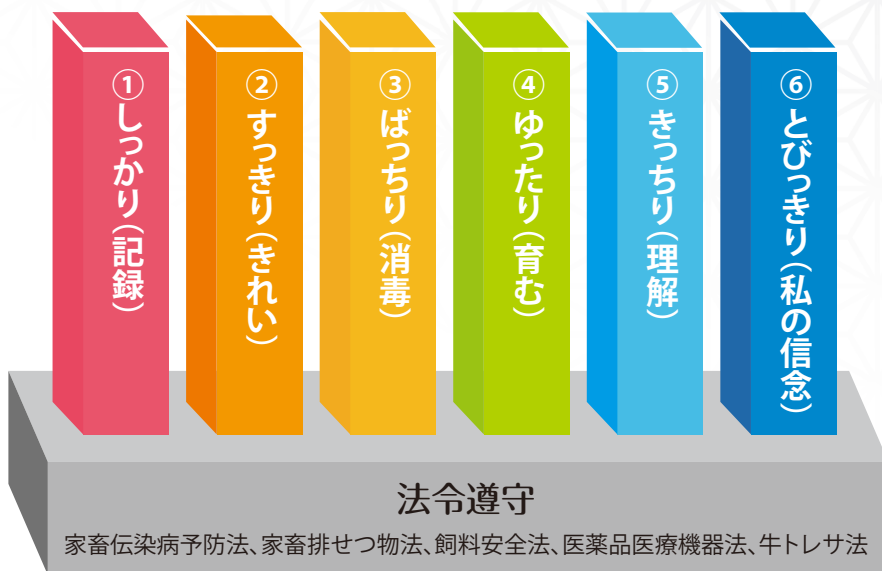 ①しっかり(記録)
②すっきり(きれい)
③ばっちり(消毒)
④ゆったり(育む)
⑤きっちり(理解)
⑥とびっきり(私の信念)
法令遵守
家畜伝染病予防法、家畜排せつ物法、飼料安全法、医薬品医療機器法、牛トレサ法